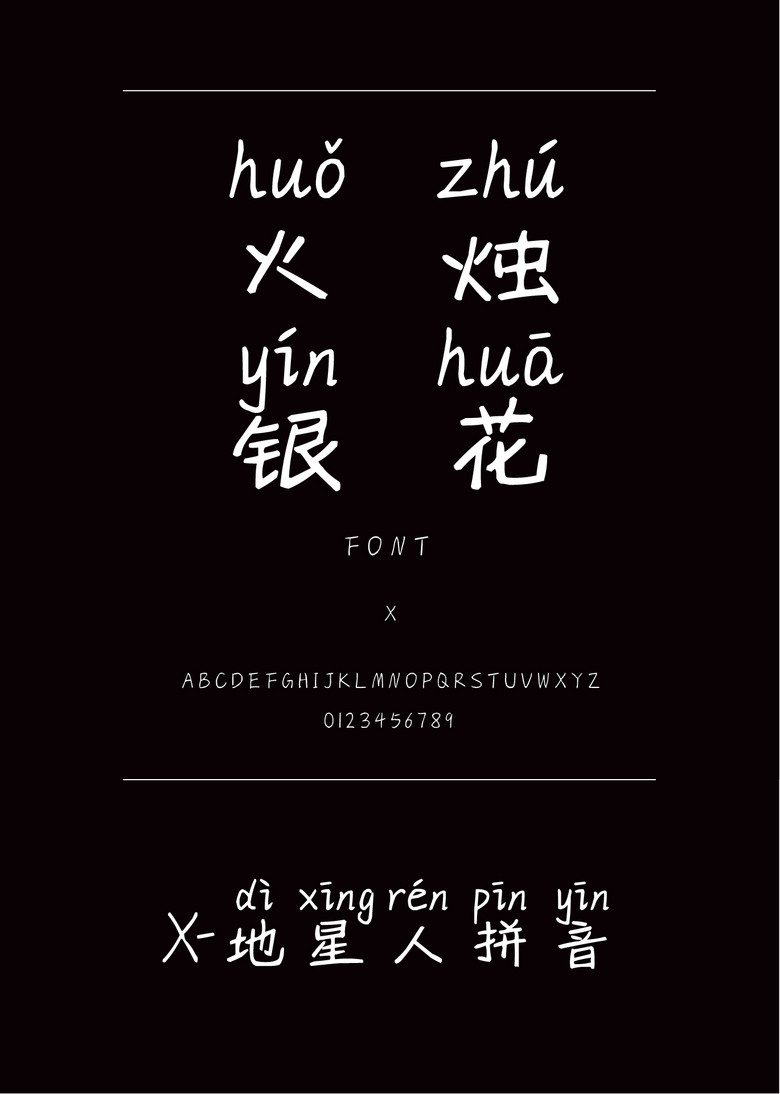 huǒ zhú
火 烛
yín huā
银 花
FONT
X
ABCDEFGHIJKLMNOPQRSTUVWXYZ
0123456789
dì xīng rén pīn yīn
X-地星人拼音